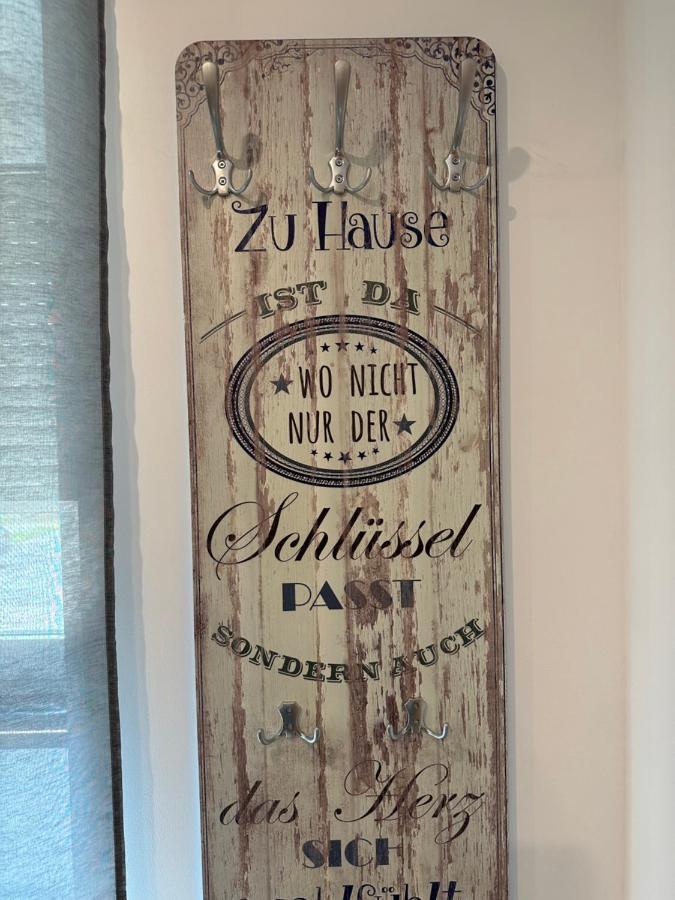 Zu Hause
IST DA
WO NICHT
NUR DER
Schlüssel
PASST
SONDERN AUCH
das Herz
SICH